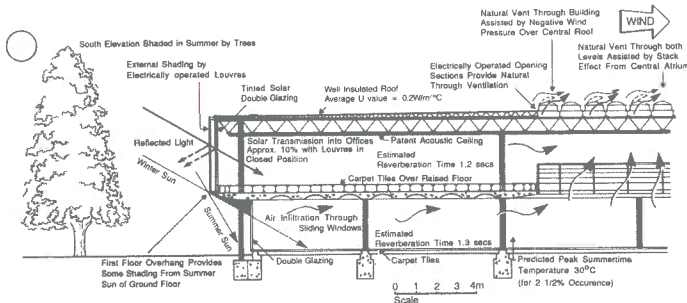 Natural Vent Through Building
Assisted by Negative Wind
Pressure Over Central Roof
WIND
South Elevation Shaded in Summer by Trees
Natural Vent Through both
Levels Assisted by Stack
Effect From Central Atrium
External Shading by
Electrically operated Louvres
Electrically Operated Opening
Sections Provide Natural
Through Ventilation
Tinted Solar
Double Glazing
Well Insulated Roof
Average U value = 0.2W/m²°C
Reflected Light
Solar Transmission into Offices
Approx. 10% with Louvres in
Closed Position
Patent Acoustic Ceiling
Estimated
Reverberation Time 1.2 secs
Winter Sun
Carpet Tiles Over Raised Floor
Summer Sun
Air Infiltration Through
Sliding Windows
Estimated
Reverberation Time 1.3 secs
First Floor Overhang Provides
Some Shading From Summer
Sun of Ground Floor
Double Glazing
Carpet Tiles
Predicted Peak Summertime
Temperature 30°C
(for 2 1/2% Occurence)
0 1 2 3 4m
Scale